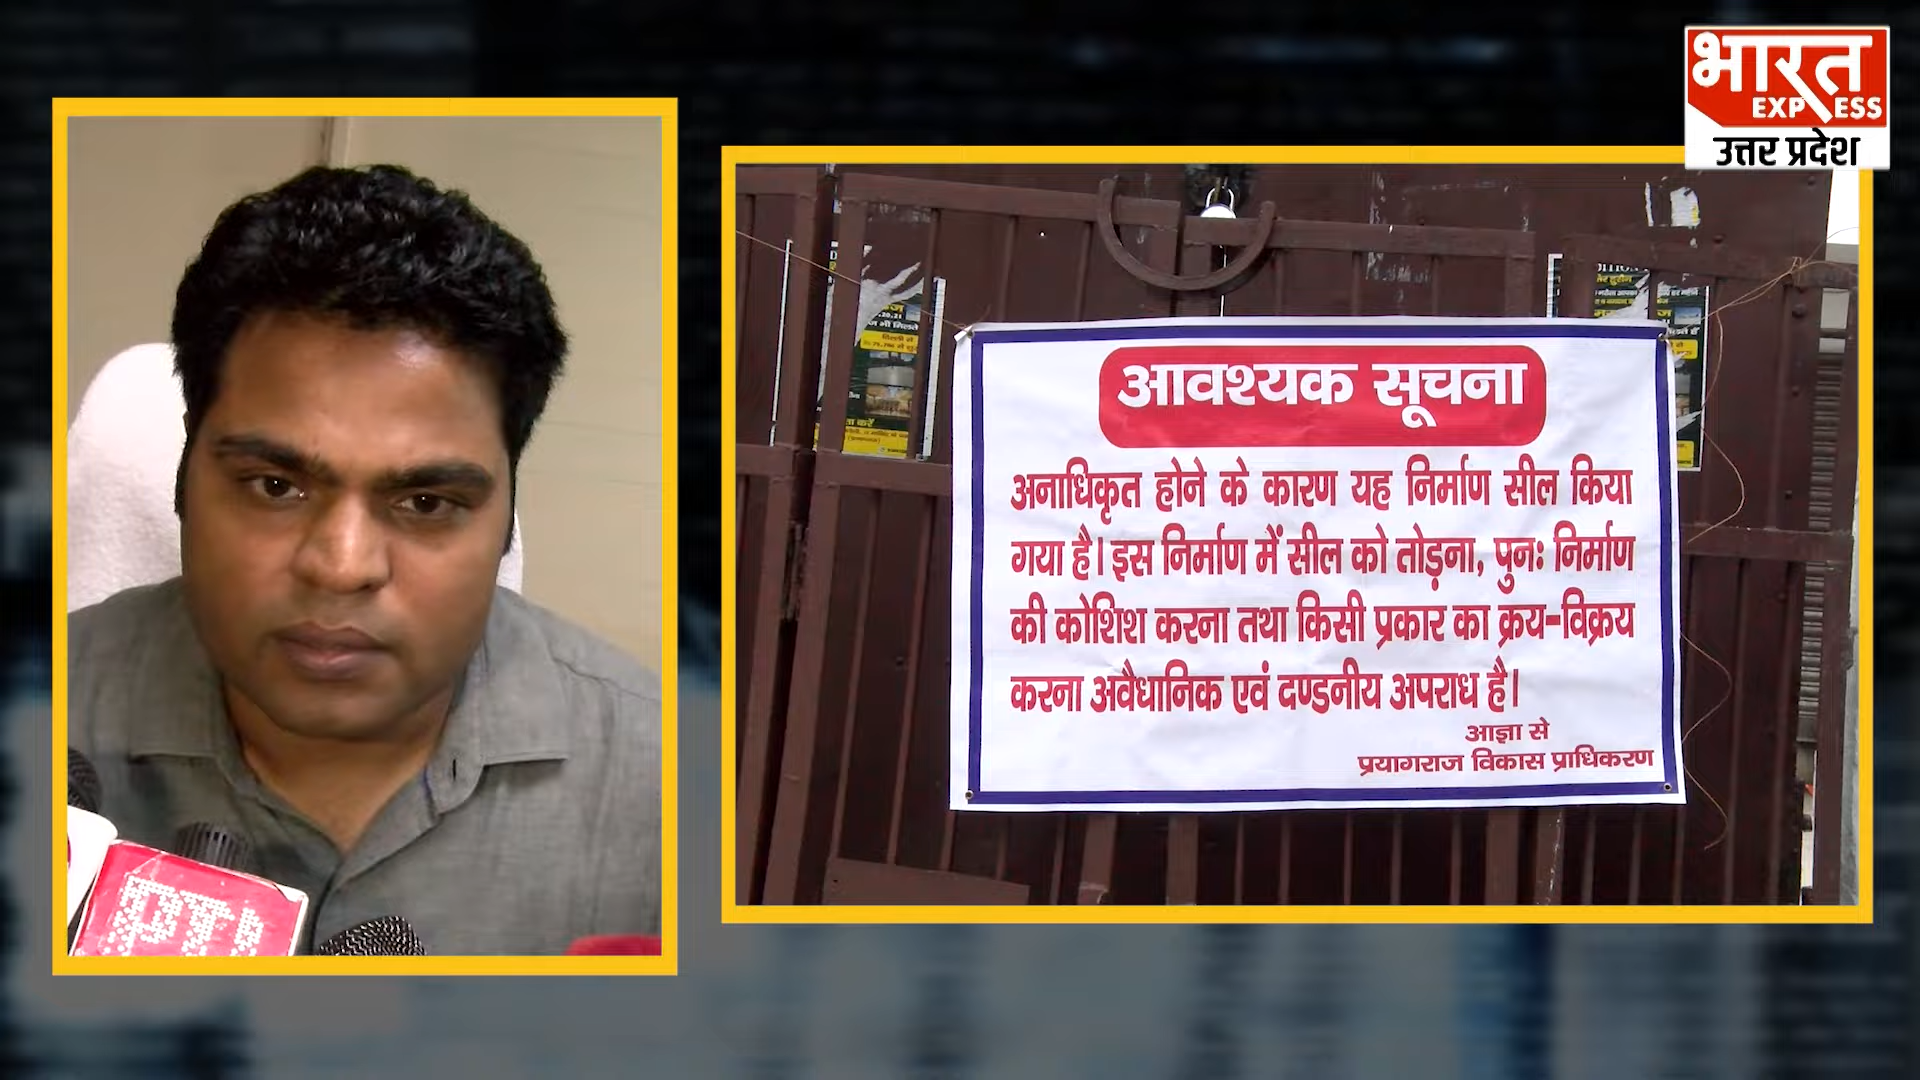 भारत
EXPRESS
उत्तर प्रदेश
आवश्यक सूचना
अनाधिकृत होने के कारण यह निर्माण सील किया
गया है। इस निर्माण में सील को तोड़ना, पुनः निर्माण
की कोशिश करना तथा किसी प्रकार का क्रय-विक्रय
करना अवैधानिक एवं दण्डनीय अपराध है।
आज्ञा से
प्रयागराज विकास प्राधिकरण